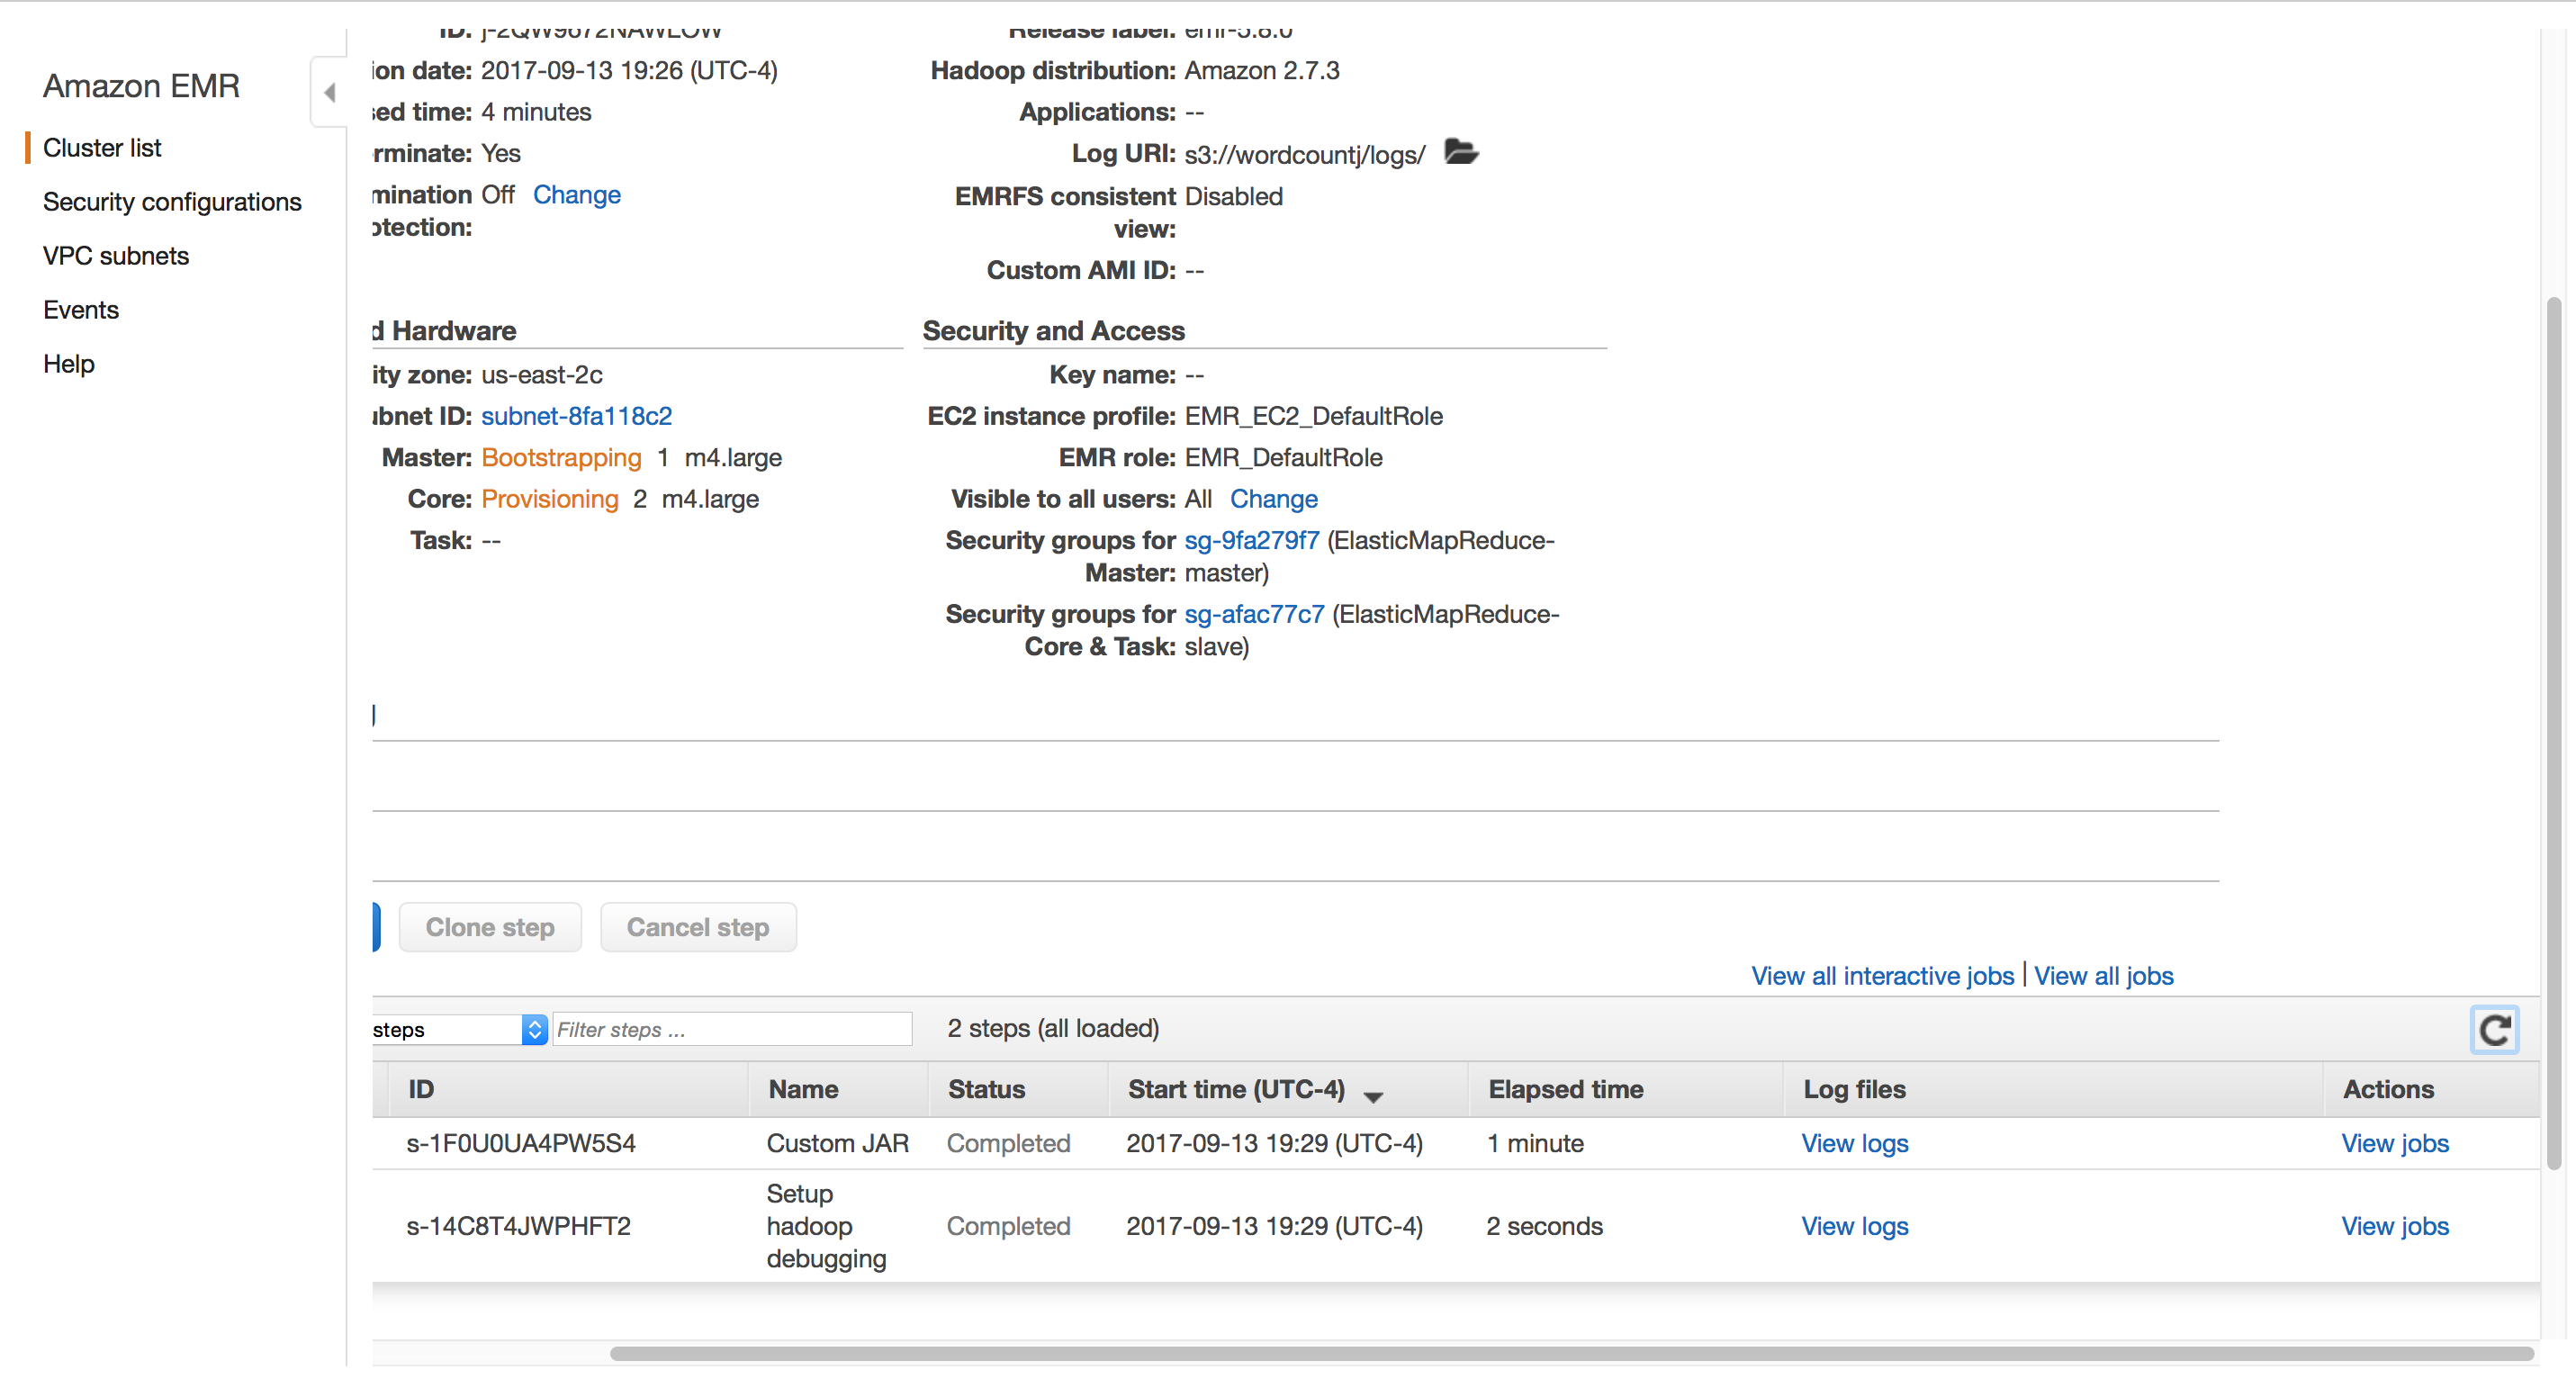 Amazon EMR
Cluster list
Security configurations
VPC subnets
Events
Help
ID: j-2QW9672NAWLOW
ion date: 2017-09-13 19:26 (UTC-4)
sed time: 4 minutes
rminate: Yes
mination Off Change
otection:
Release label: emr-5.8.0
Hadoop distribution: Amazon 2.7.3
Applications: --
Log URI: s3://wordcountj/logs/
EMRFS consistent Disabled
view:
Custom AMI ID: --
d Hardware
ity zone: us-east-2c
ubnet ID: subnet-8fa118c2
Master: Bootstrapping 1 m4.large
Core: Provisioning 2 m4.large
Task: --
Security and Access
Key name: --
EC2 instance profile: EMR_EC2_DefaultRole
EMR role: EMR_DefaultRole
Visible to all users: All Change
Security groups for sg-9fa279f7 (ElasticMapReduce-
Master: master)
Security groups for sg-afac77c7 (ElasticMapReduce-
Core & Task: slave)
Clone step Cancel step
View all interactive jobs | View all jobs
steps Filter steps ... 2 steps (all loaded)
ID Name Status Start time (UTC-4) Elapsed time Log files Actions
s-1F0U0UA4PW5S4 Custom JAR Completed 2017-09-13 19:29 (UTC-4) 1 minute View logs View jobs
Setup
s-14C8T4JWPHFT2 hadoop Completed 2017-09-13 19:29 (UTC-4) 2 seconds View logs View jobs
debugging